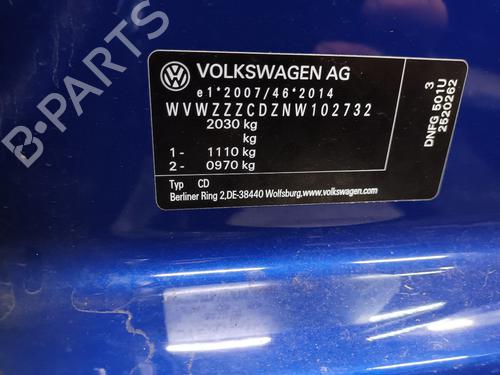 VOLKSWAGEN AG
e1*2007/46*2014
WVWZZZCDZNW102732
2030 kg
kg
1- 1110 kg
2- 0970 kg
Typ CD
Berliner Ring 2,DE-38440 Wolfsburg,www.volkswagen.com
3
DNFG 501U
2520262
B-PARTS